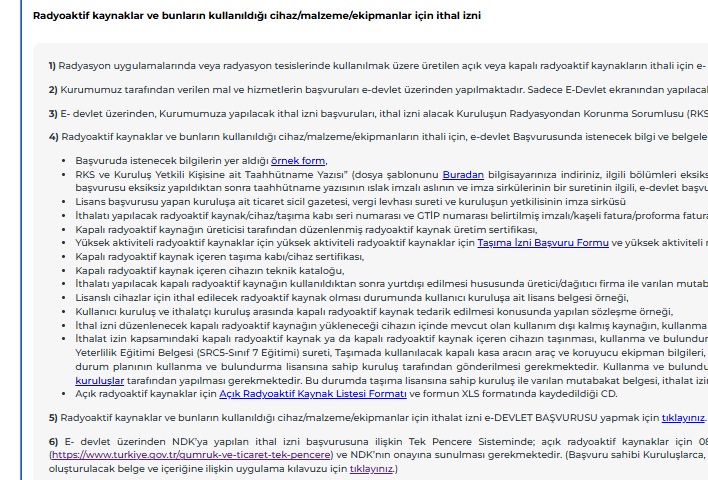 Radyoaktif kaynaklar ve bunların kullanıldığı cihaz/malzeme/ekipmanlar için ithal izni
1) Radyasyon uygulamalarında veya radyasyon tesislerinde kullanılmak üzere üretilen açık veya kapalı radyoaktif kaynakların ithali için e-
2) Kurumumuz tarafından verilen mal ve hizmetlerin başvuruları e-devlet üzerinden yapılmaktadır. Sadece E-Devlet ekranından
3) E- devlet üzerinden, Kurumumuza yapılacak ithal izni başvuruları, ithal izni alacak Kuruluşun Radyasyondan Korunma Sorumlusu (RKS
4) Radyoaktif kaynaklar ve bunların kullanıldığı cihaz/malzeme/ekipmanların ithali için, e-devlet Başvurusunda istenecek bilgi ve
• Başvuruda istenecek bilgilerin yer aldığı örnek form,
• RKS ve Kuruluş Yetkili Kişisine ait Taahhütname Yazısı" (dosya şablonunu Buradan bilgisayarınıza indiriniz, ilgili bölümleri
başvurusu eksiksiz yapıldıktan sonra taahhütname yazısının ıslak imzalı aslının ve imza sirkülerinin bir suretinin ilgili, e-devlet
• Lisans başvurusu yapan kuruluşa ait ticaret sicil gazetesi, vergi levhası sureti ve kuruluşun yetkilisinin imza sirküsü
• İthalatı yapılacak radyoaktif kaynak/cihaz/taşıma kabı seri numarası ve GTİP numarası belirtilmiş imzalı/kaşeli fatura/proforma
• Kapalı radyoaktif kaynağın üreticisi tarafından düzenlenmiş radyoaktif kaynak üretim sertifikası,
• Yüksek aktiviteli radyoaktif kaynaklar için yüksek aktiviteli radyoaktif kaynaklar için Taşıma İzni Başvuru Formu ve yüksek aktiviteli
• Kapalı radyoaktif kaynak içeren taşıma kabı/cihaz sertifikası,
• Kapalı radyoaktif kaynak içeren cihazın teknik kataloğu,
• İthalatı yapılacak kapalı radyoaktif kaynağın kullanıldıktan sonra yurtdışı edilmesi hususunda üretici/dağıtıcı firma ile varılan
• Lisanslı cihazlar için ithal edilecek radyoaktif kaynak olması durumunda kullanıcı kuruluşa ait lisans belgesi örneği,
• Kullanıcı kuruluş ve ithalatçı kuruluş arasında kapalı radyoaktif kaynak tedarik edilmesi konusunda yapılan sözleşme örneği,
• İthal izni düzenlenecek kapalı radyoaktif kaynağın yükleneceği cihazın içinde mevcut olan kullanım dışı kalmış kaynağın, kullanma
• İthalat izin kapsamındaki kapalı radyoaktif kaynak ya da kapalı radyoaktif kaynak içeren cihazın taşınması, kullanma ve
Yeterlilik Eğitimi Belgesi (SRC5-Sınıf 7 Eğitimi) sureti, Taşımada kullanılacak kapalı kasa aracın araç ve koruyucu ekipman bilgileri,
durum planının kullanma ve bulundurma lisansına sahip kuruluş tarafından gönderilmesi gerekmektedir. Kullanma ve
kuruluşlar tarafından yapılması gerekmektedir. Bu durumda taşıma lisansına sahip kuruluş ile varılan mutabakat belgesi, ithalat
• Açık radyoaktif kaynaklar için Açık Radyoaktif Kaynak Listesi Formatı ve formun XLS formatında kaydedildiği CD.
5) Radyoaktif kaynaklar ve bunların kullanıldığı cihaz/malzeme/ekipmanlar için ithalat izni e-DEVLET BAŞVURUSU yapmak için tıklayınız.
6) E- devlet üzerinden NDK'ya yapılan ithal izni başvurusuna ilişkin Tek Pencere Sisteminde; açık radyoaktif kaynaklar için
(https://www.turkiye.gov.tr/gumruk-ve-ticaret-tek-pencere) ve NDK'nın onayına sunulması gerekmektedir. (Başvuru sahibi Kuruluşlarca,
oluşturulacak belge ve içeriğine ilişkin uygulama kılavuzu için tıklayınız.)